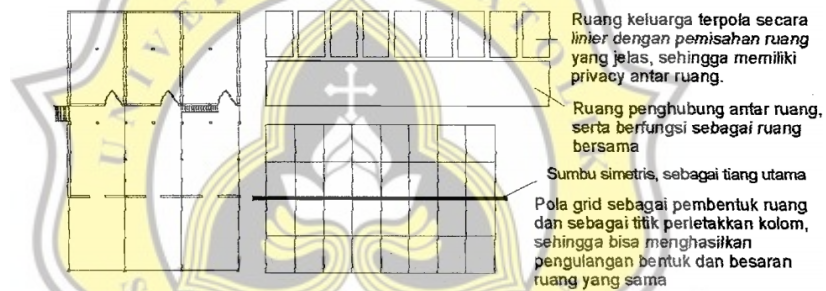 Ruang keluarga terpola secara
linier dengan pemisahan ruang
yang jelas, sehingga memiliki
privacy antar ruang.
Ruang penghubung antar ruang,
serta berfungsi sebagai ruang
bersama
Sumbu simetris, sebagai tiang utama
Pola grid sebagai pembentuk ruang
dan sebagai titik perletakkan kolom,
sehingga bisa menghasilkan
pengulangan bentuk dan besaran
ruang yang sama